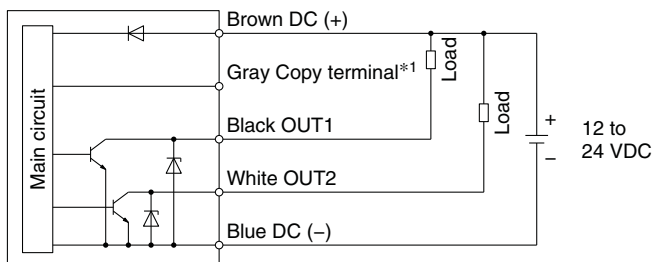 Brown DC (+)
Gray Copy terminal*1
Load
Load
Main circuit
Black OUT1
+
12 to
24 VDC
−
White OUT2
Blue DC (−)